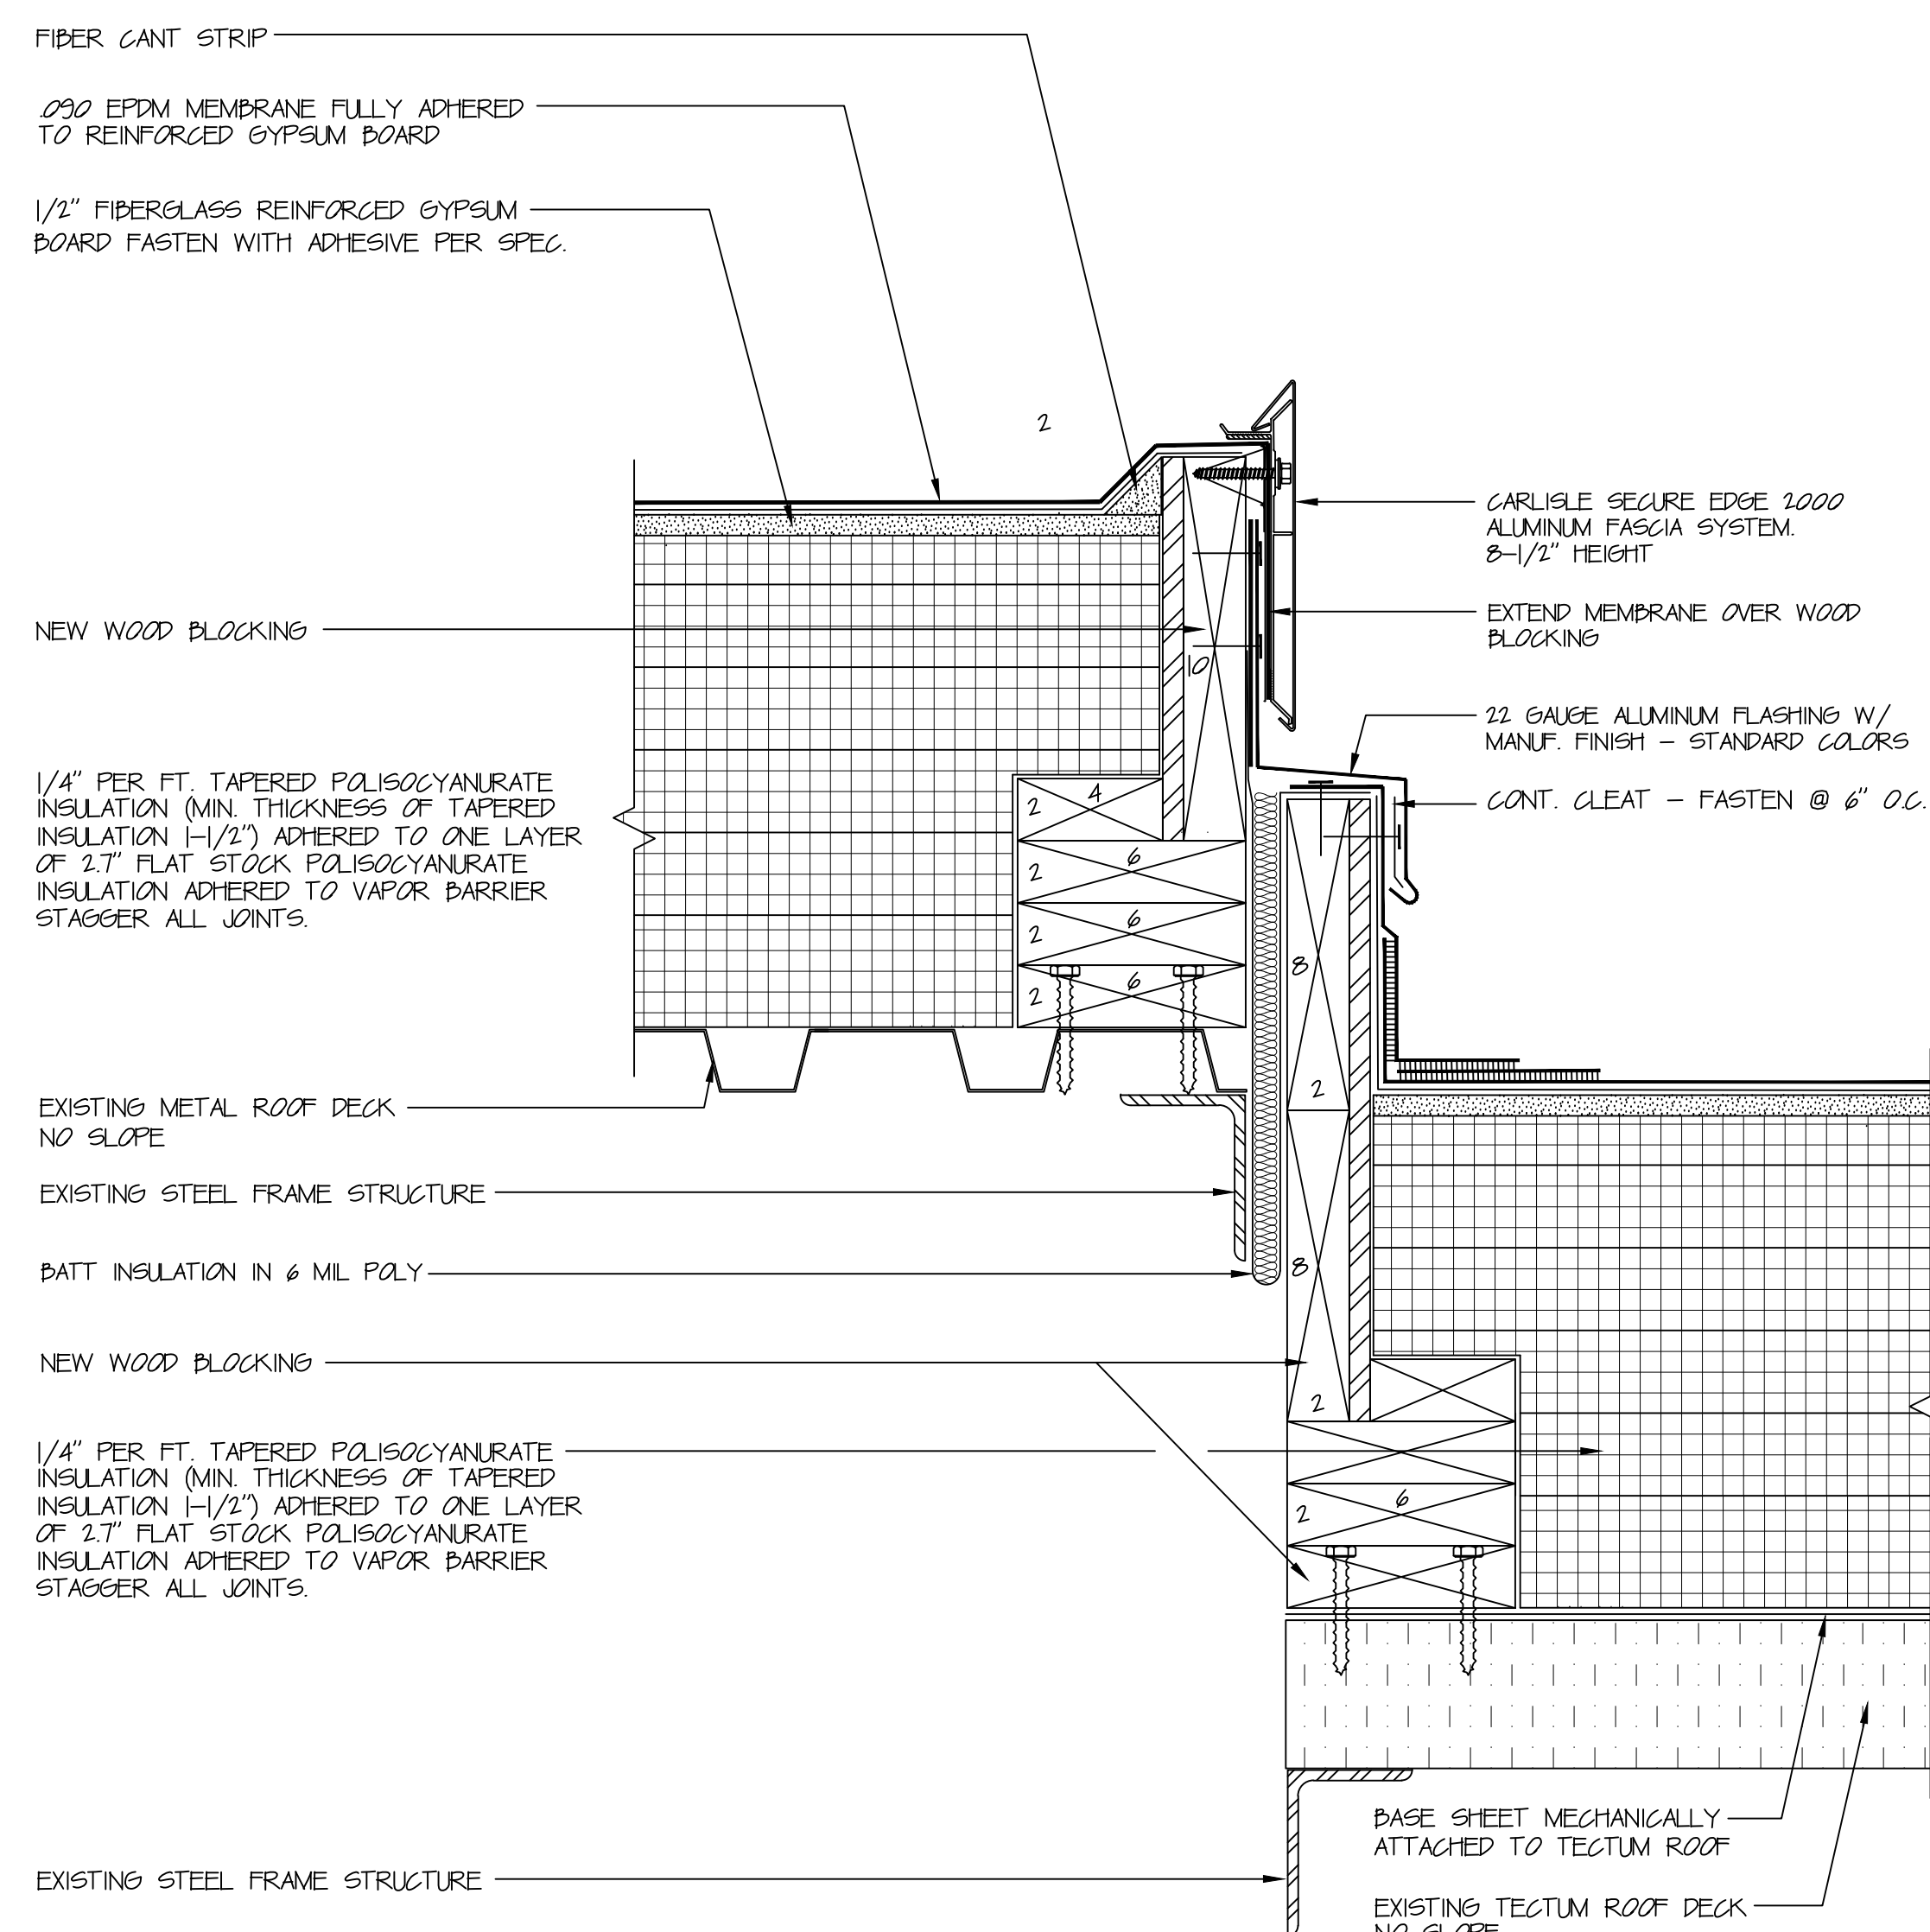 FIBER CANT STRIP
.090 EPDM MEMBRANE FULLY ADHERED
TO REINFORCED GYPSUM BOARD
1/2" FIBERGLASS REINFORCED GYPSUM
BOARD FASTEN WITH ADHESIVE PER SPEC.
2
CARLISLE SECURE EDGE 2000
ALUMINUM FASCIA SYSTEM.
8-1/2" HEIGHT
EXTEND MEMBRANE OVER WOOD
BLOCKING
NEW WOOD BLOCKING
10
22 GAUGE ALUMINUM FLASHING W/
MANUF. FINISH - STANDARD COLORS
CONT. CLEAT - FASTEN @ 6" O.C.
1/4" PER FT. TAPERED POLISOCYANURATE
INSULATION (MIN. THICKNESS OF TAPERED
INSULATION 1-1/2") ADHERED TO ONE LAYER
OF 2.7" FLAT STOCK POLISOCYANURATE
INSULATION ADHERED TO VAPOR BARRIER
STAGGER ALL JOINTS.
2 4
2 6
2 6
2 6
8
2
EXISTING METAL ROOF DECK
NO SLOPE
EXISTING STEEL FRAME STRUCTURE
BATT INSULATION IN 6 MIL POLY
8
NEW WOOD BLOCKING
2
1/4" PER FT. TAPERED POLISOCYANURATE
INSULATION (MIN. THICKNESS OF TAPERED
INSULATION 1-1/2") ADHERED TO ONE LAYER
OF 2.7" FLAT STOCK POLISOCYANURATE
INSULATION ADHERED TO VAPOR BARRIER
STAGGER ALL JOINTS.
2 6
BASE SHEET MECHANICALLY
ATTACHED TO TECTUM ROOF
EXISTING STEEL FRAME STRUCTURE
EXISTING TECTUM ROOF DECK
NO SLOPE